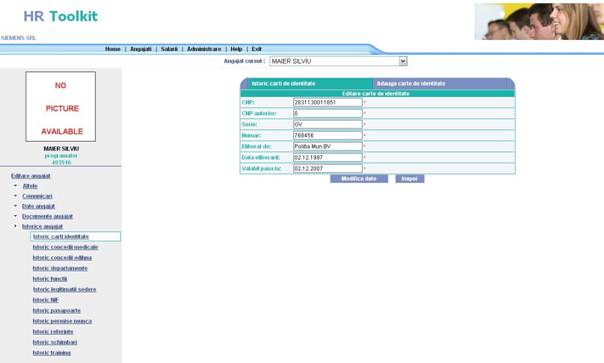 HR Toolkit
SIEMENS SRL
Home | Angajati | Salarii | Administrare | Help | Exit
Angajat curent : MAIER SILVIU
NO
PICTURE
AVAILABLE
MAIER SILVIU
programator
493516
Editare angajat
Altele
Comunicari
Date angajat
Documente angajat
Istorice angajat
Istoric carti identitate
Istoric concedii medicale
Istoric concedii odihna
Istoric departamente
Istoric functii
Istoric legitimatii sedere
Istoric NIF
Istoric pasapoarte
Istoric permise munca
Istoric referinte
Istoric schimbari
Istoric training
Istoric carti de identitate Adauga carte de identitate
Editare carte de identitate
CNP: 2831130011851 *
CNP anterior: 0 *
Serie: GV *
Numar: 768456 *
Eliberat de: Politia Mun BV *
Data eliberarii: 02.12.1997 *
Valabil pana la: 02.12.2007 *
Modifica date Inapoi